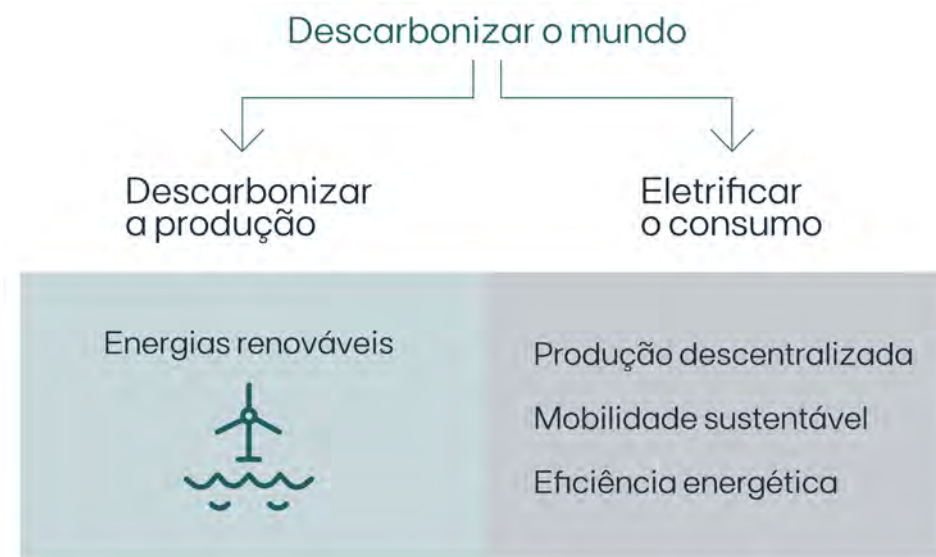 Descarbonizar o mundo
Descarbonizar
a produção
Eletrificar
o consumo
Energias renováveis
Produção descentralizada
Mobilidade sustentável
Eficiência energética